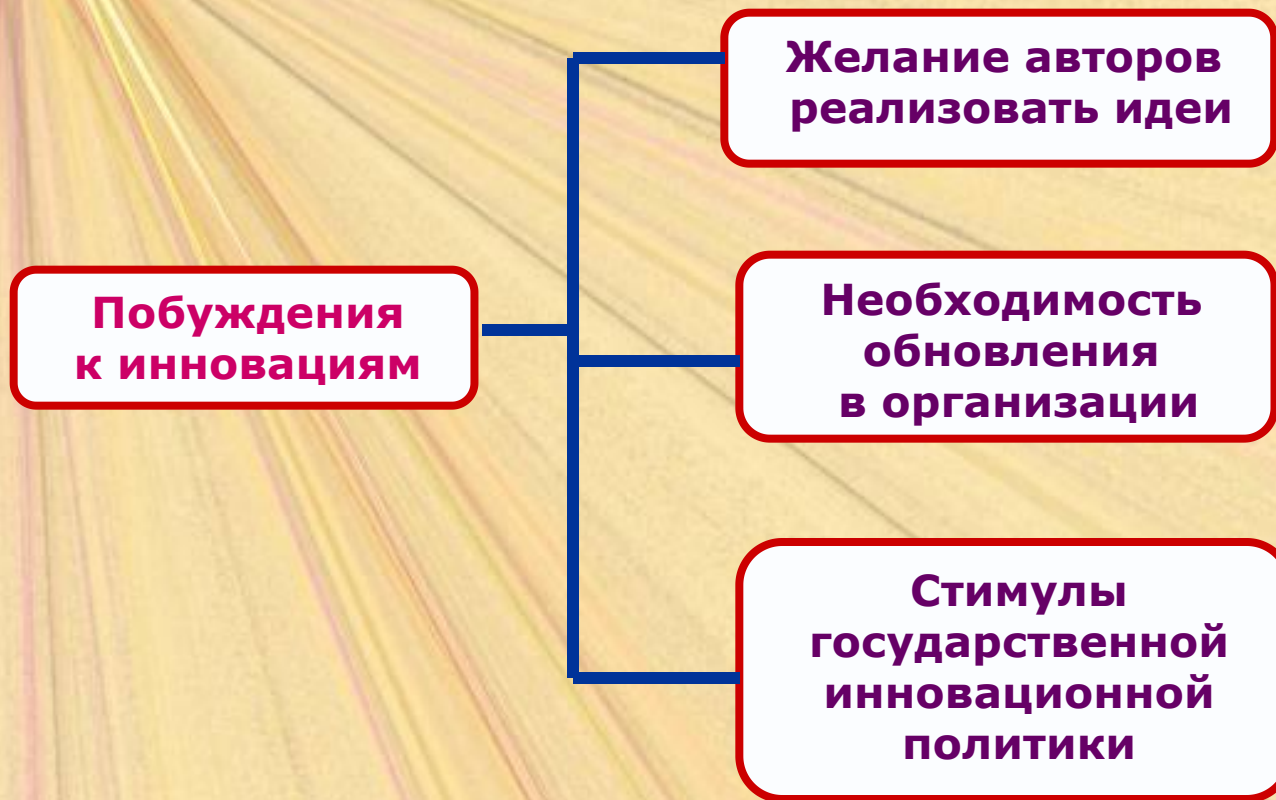 Побуждения
к инновациям
Желание авторов
реализовать идеи
Необходимость
обновления
в организации
Стимулы
государственной
инновационной
политики